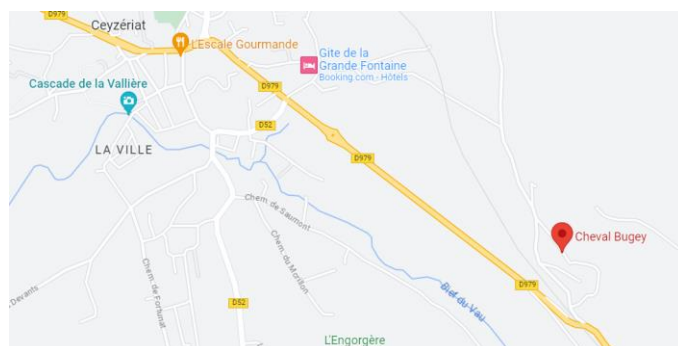 D979
Ceyzériat
L'Escale Gourmande
Gite de la
Grande Fontaine
Booking.com - Hôtels
Cascade de la Vallière
D979
D52
LA VILLE
D979
Chem. de Saumont
Cheval Bugey
Chem. du Morillon
Chem. de Fortunat
Devants
D52
D979
Bief du Vau
L'Engorgère